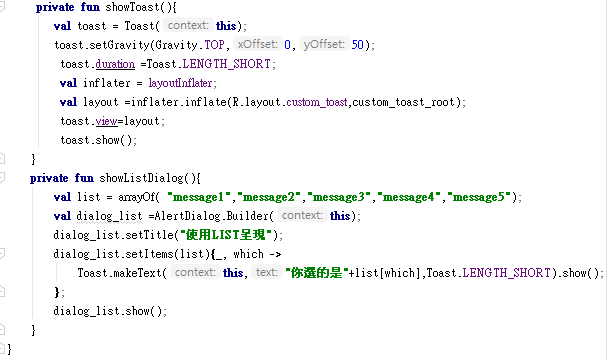 private fun showToast(){
val toast = Toast( context: this);
toast.setGravity(Gravity.TOP, xOffset: 0, yOffset: 50);
toast.duration =Toast.LENGTH_SHORT;
val inflater = layoutInflater;
val layout =inflater.inflate(R.layout.custom_toast,custom_toast_root);
toast.view=layout;
toast.show();
}
private fun showListDialog(){
val list = arrayOf( "message1","message2","message3","message4","message5");
val dialog_list =AlertDialog.Builder( context: this);
dialog_list.setTitle("使用LIST呈現");
dialog_list.setItems(list){_, which ->
Toast.makeText( context: this, text: "你選的是"+list[which],Toast.LENGTH_SHORT).show();
};
dialog_list.show();
}
}